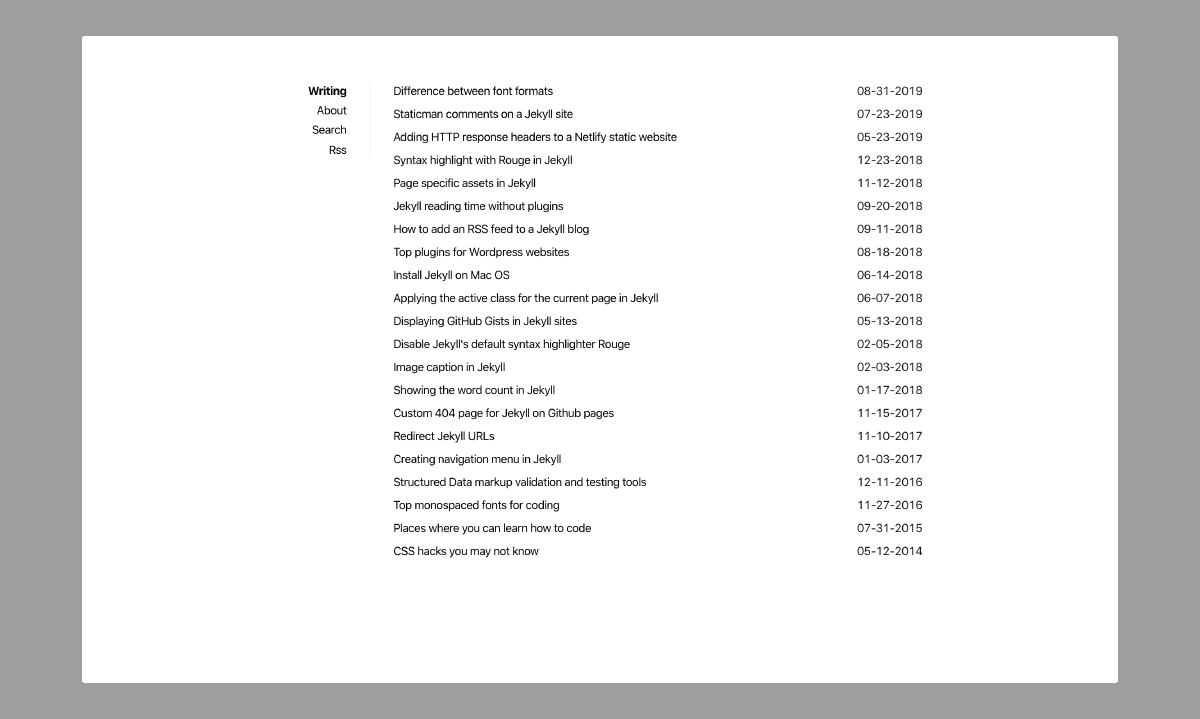 Writing
About
Search
Rss
Difference between font formats 08-31-2019
Staticman comments on a Jekyll site 07-23-2019
Adding HTTP response headers to a Netlify static website 05-23-2019
Syntax highlight with Rouge in Jekyll 12-23-2018
Page specific assets in Jekyll 11-12-2018
Jekyll reading time without plugins 09-20-2018
How to add an RSS feed to a Jekyll blog 09-11-2018
Top plugins for Wordpress websites 08-18-2018
Install Jekyll on Mac OS 06-14-2018
Applying the active class for the current page in Jekyll 06-07-2018
Displaying GitHub Gists in Jekyll sites 05-13-2018
Disable Jekyll's default syntax highlighter Rouge 02-05-2018
Image caption in Jekyll 02-03-2018
Showing the word count in Jekyll 01-17-2018
Custom 404 page for Jekyll on Github pages 11-15-2017
Redirect Jekyll URLs 11-10-2017
Creating navigation menu in Jekyll 01-03-2017
Structured Data markup validation and testing tools 12-11-2016
Top monospaced fonts for coding 11-27-2016
Places where you can learn how to code 07-31-2015
CSS hacks you may not know 05-12-2014